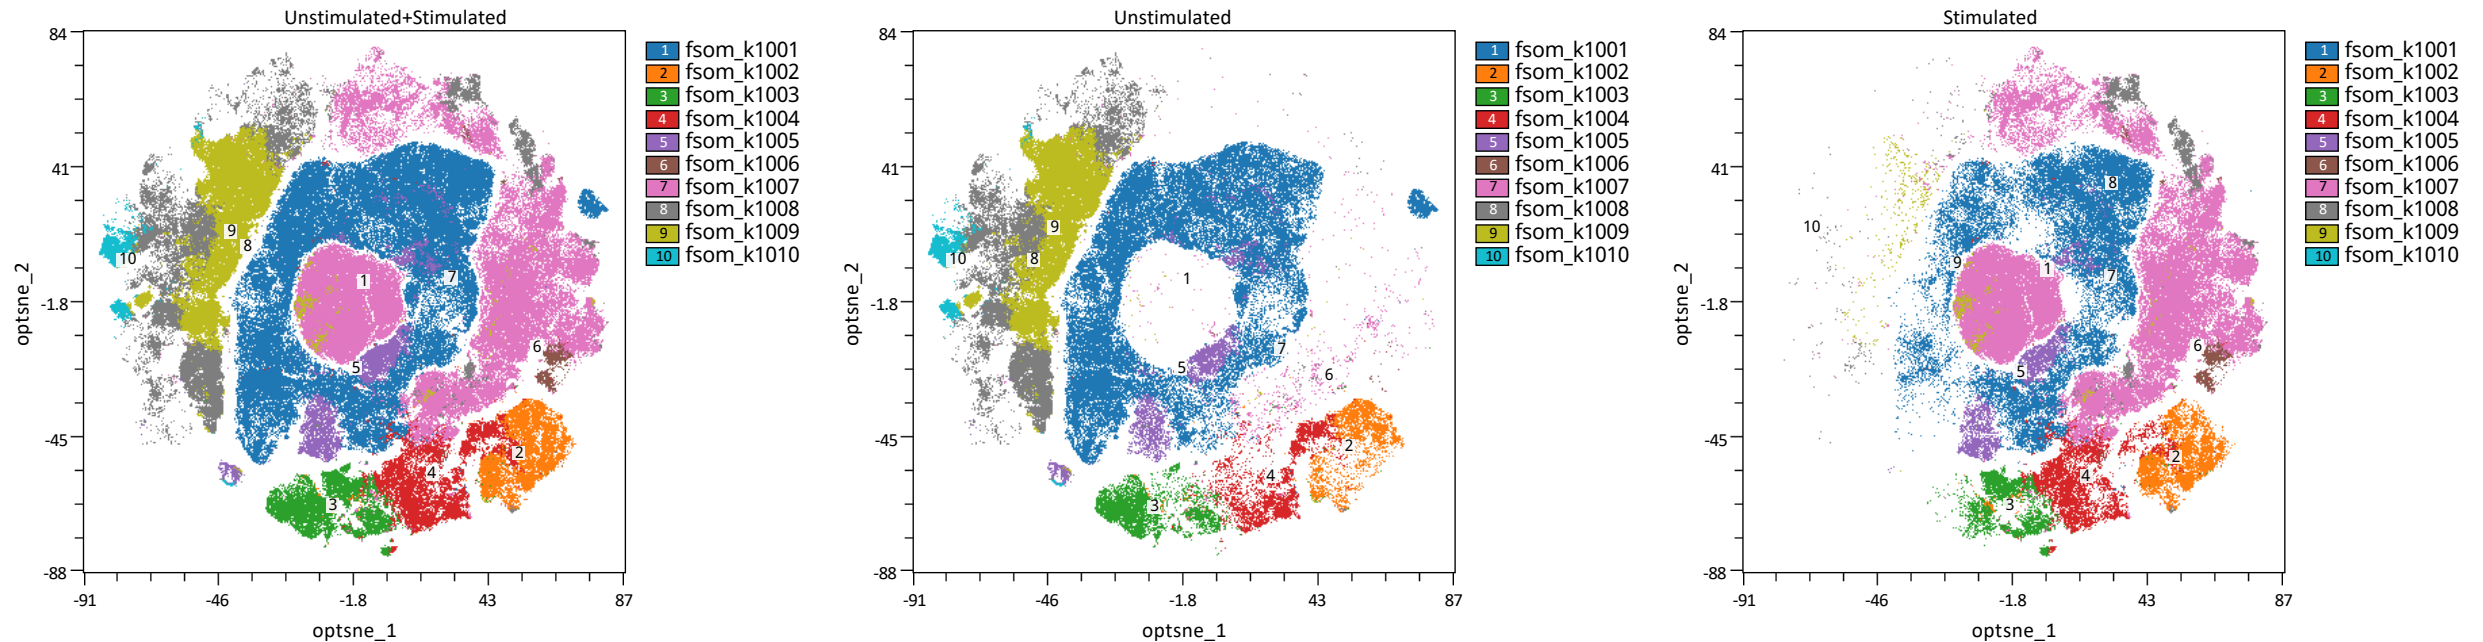 Unstimulated+Stimulated
84
41
-1.8
-45
-88
-91
-46
-1.8
43
87
optsne_1
optsne_2
1
2
3
4
5
6
7
8
9
10
1 fsom_k1001
2 fsom_k1002
3 fsom_k1003
4 fsom_k1004
5 fsom_k1005
6 fsom_k1006
7 fsom_k1007
8 fsom_k1008
9 fsom_k1009
10 fsom_k1010
Unstimulated
84
41
-1.8
-45
-88
-91
-46
-1.8
43
87
optsne_1
optsne_2
1
2
3
4
5
6
7
8
9
10
1 fsom_k1001
2 fsom_k1002
3 fsom_k1003
4 fsom_k1004
5 fsom_k1005
6 fsom_k1006
7 fsom_k1007
8 fsom_k1008
9 fsom_k1009
10 fsom_k1010
Stimulated
84
41
-1.8
-45
-88
-91
-46
-1.8
43
87
optsne_1
optsne_2
1
2
3
4
5
6
7
8
9
10
1 fsom_k1001
2 fsom_k1002
3 fsom_k1003
4 fsom_k1004
5 fsom_k1005
6 fsom_k1006
7 fsom_k1007
8 fsom_k1008
9 fsom_k1009
10 fsom_k1010